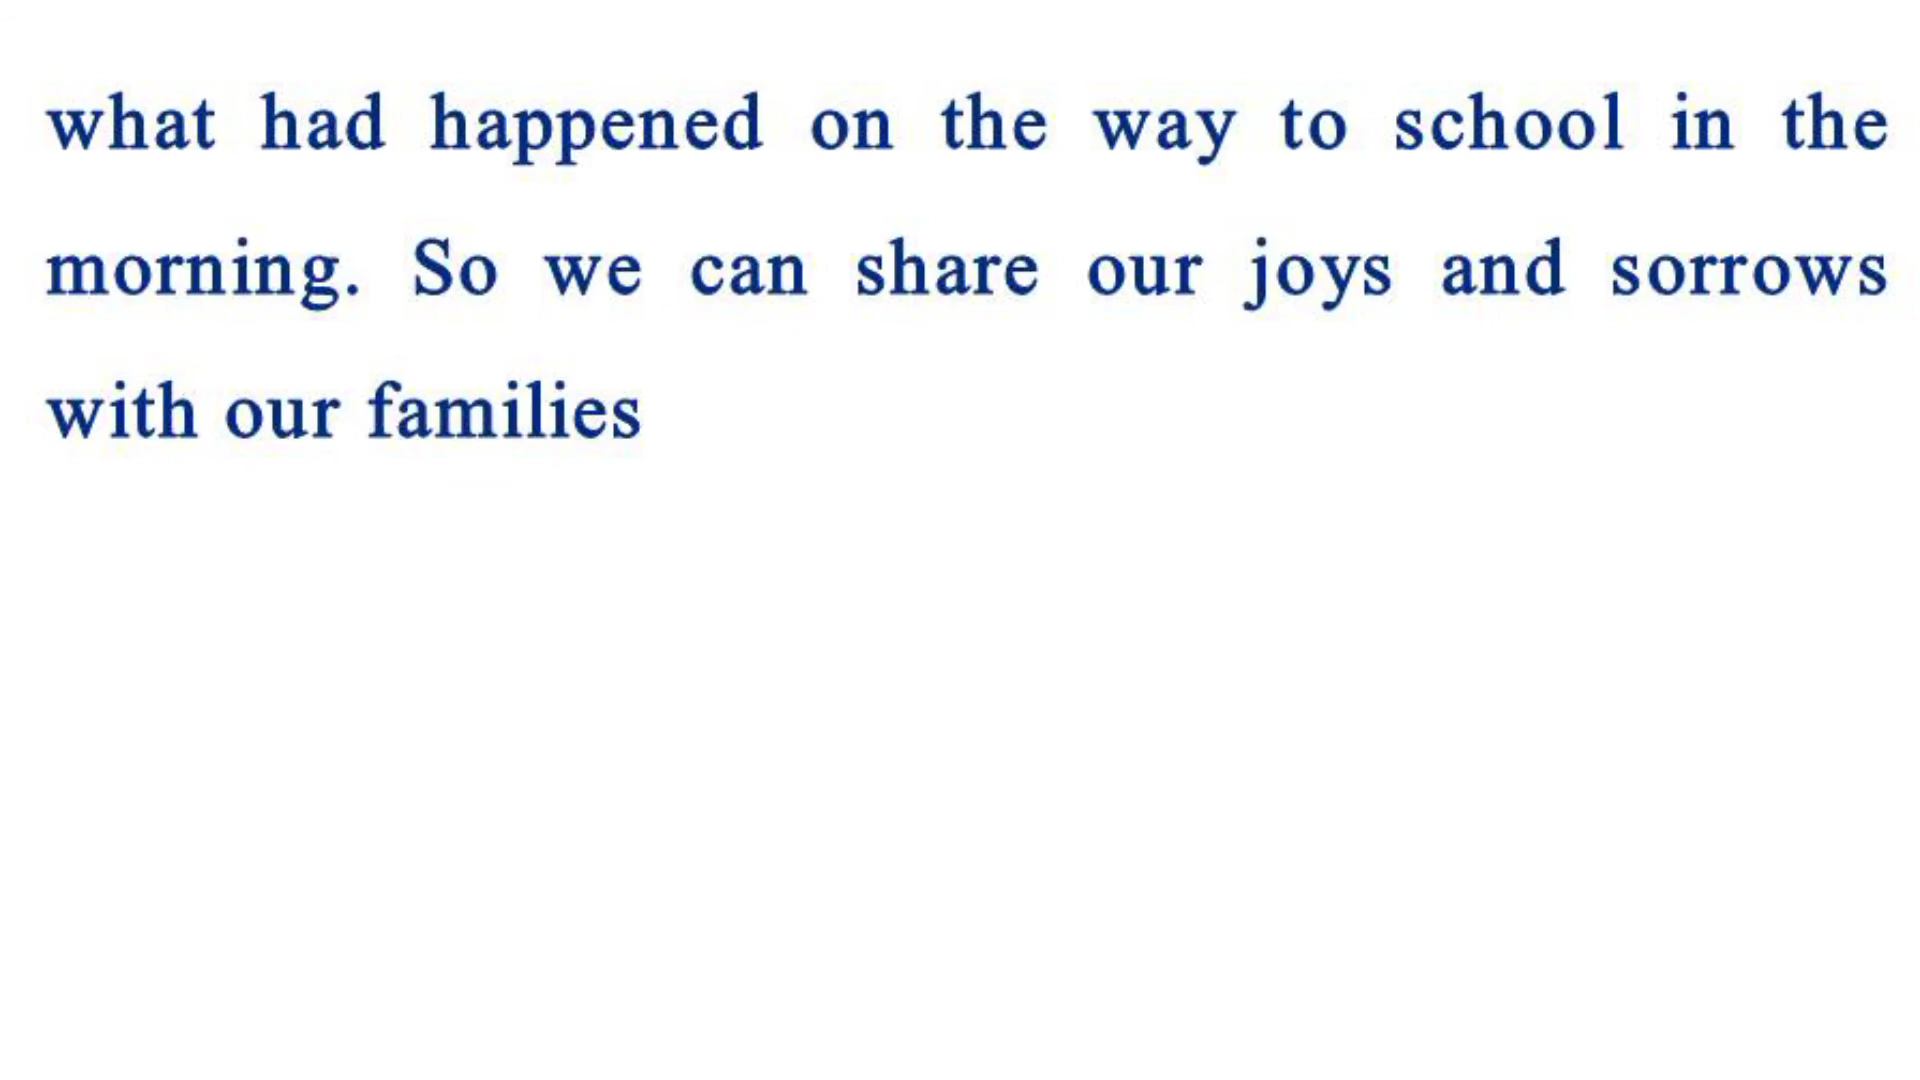 what had happened on the way to school in the
morning. So we can share our joys and sorrows
with our families